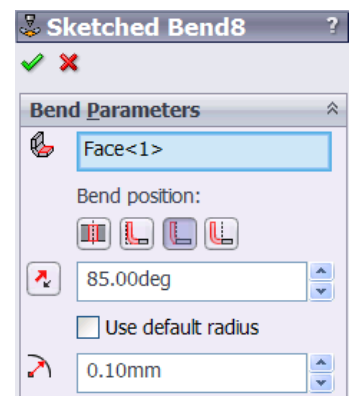 Sketched Bend8 ?
Bend Parameters
Face<1>
Bend position:
85.00deg
Use default radius
0.10mm